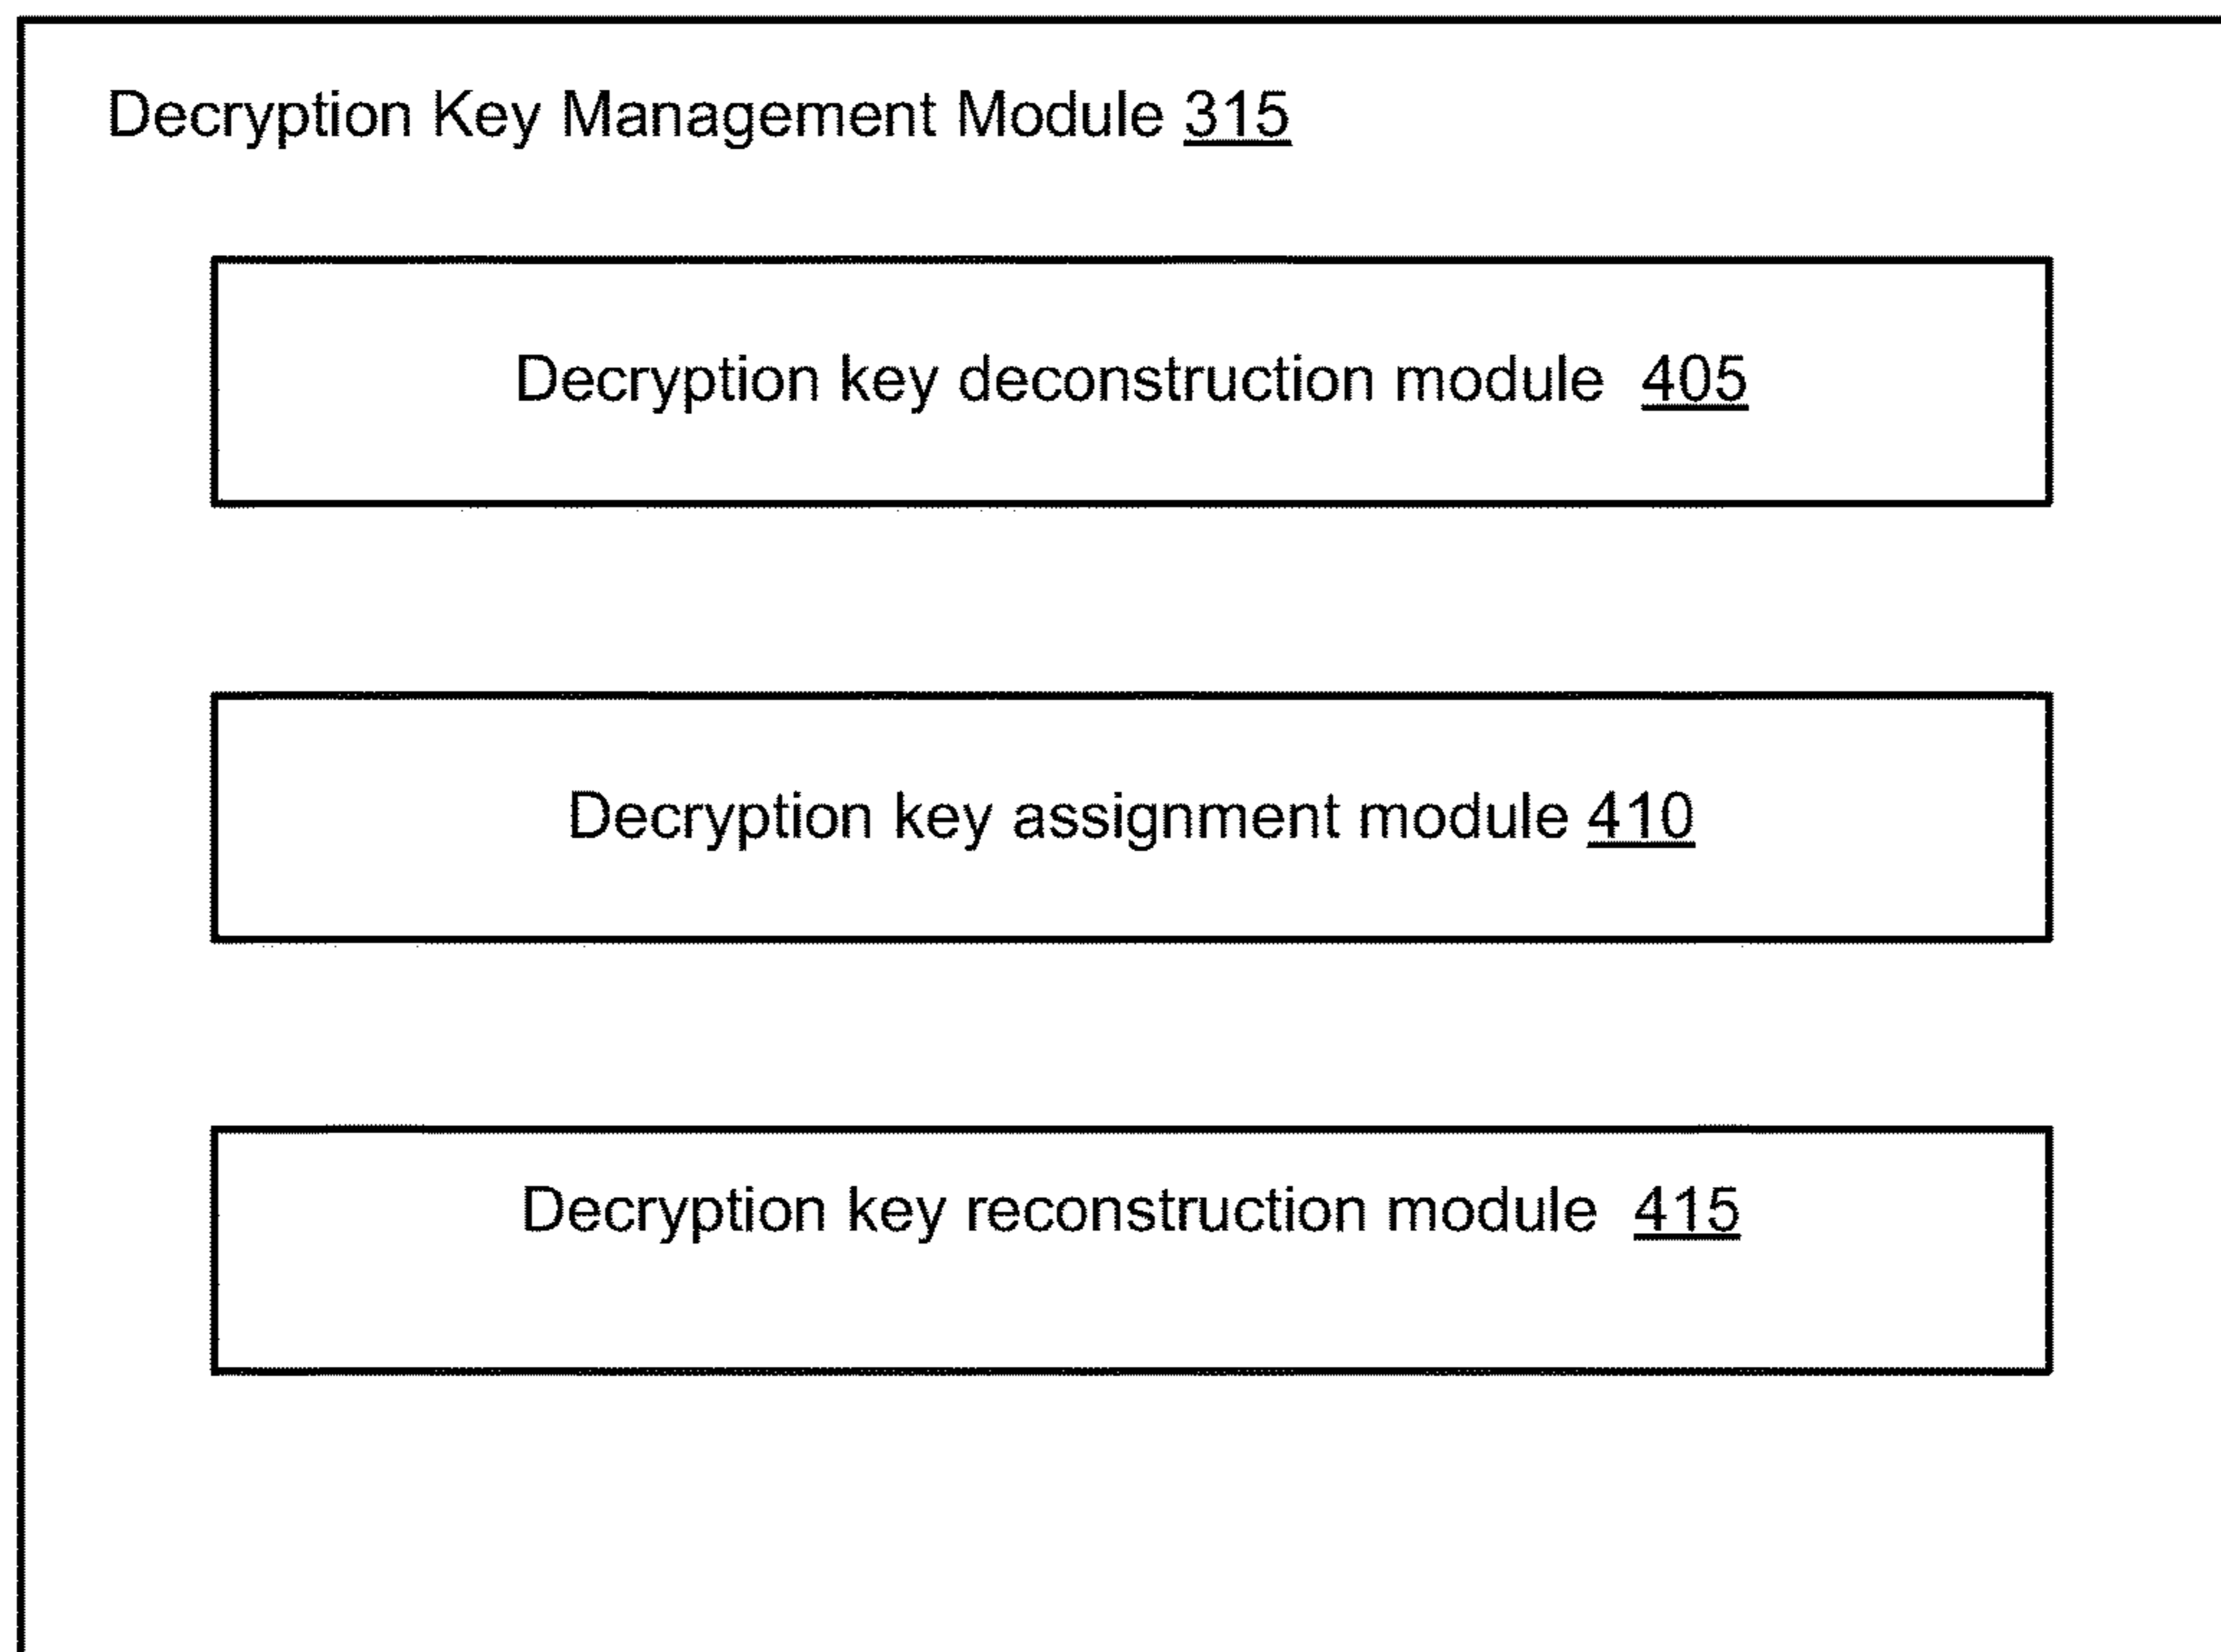 Decryption Key Management Module 315
Decryption key deconstruction module 405
Decryption key assignment module 410
Decryption key reconstruction module 415